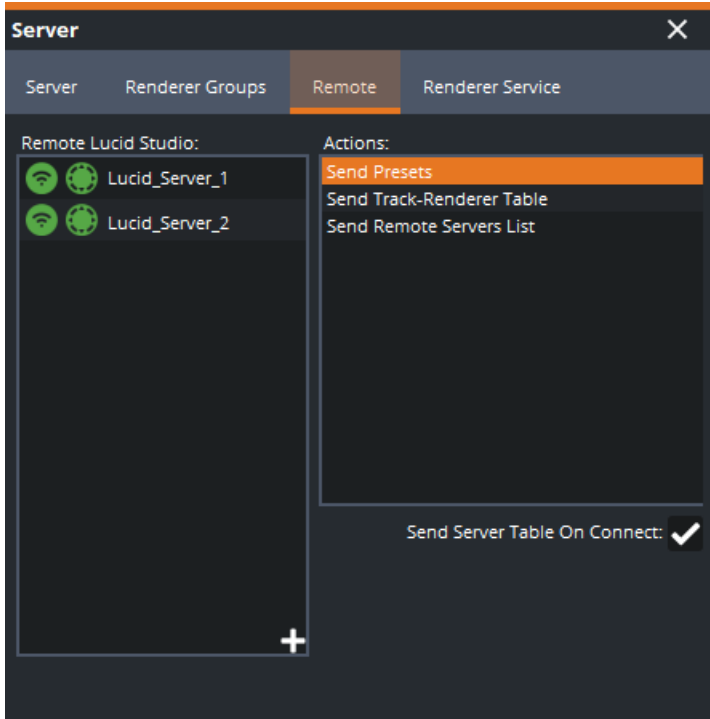 Server
Server Renderer Groups Remote Renderer Service
Remote Lucid Studio:
Lucid_Server_1
Lucid_Server_2
Actions:
Send Presets
Send Track-Renderer Table
Send Remote Servers List
Send Server Table On Connect: